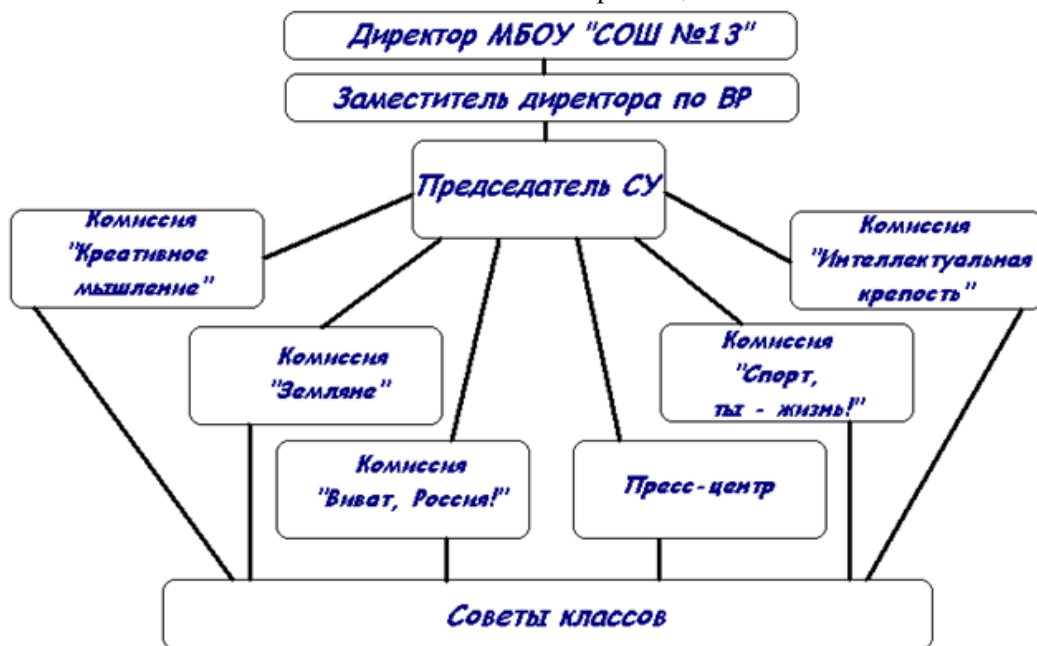 Директор МБОУ "СОШ №13"
Заместитель директора по ВР
Председатель СУ
Комиссия
"Креативное
мышление"
Комиссия
"Интеллектуальная
крепость"
Комиссия
"Земляне"
Комиссия
"Спорт,
ты - жизнь!"
Комиссия
"Виват, Россия!"
Пресс-центр
Советы классов